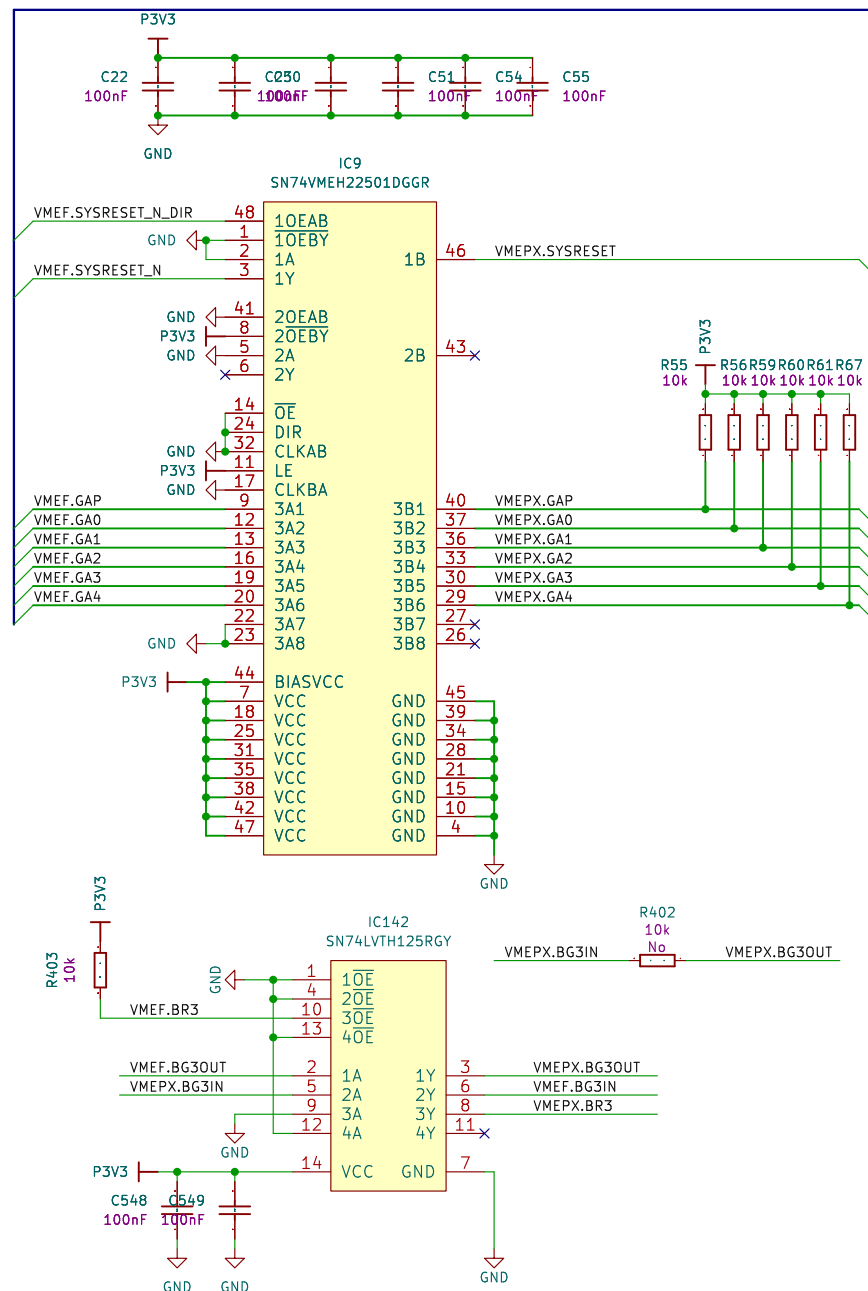 P3V3
C22 C25 C30 C51 C54 C55
100nF 100nF 100nF 100nF 100nF 100nF
GND
IC9
SN74VMEH22501DGGR
VMEF.SYSRESET_N_DIR 48 1OEAB
GND 1 1OEBY
2 1A 1B 46 VMEPX.SYSRESET
VMEF.SYSRESET_N 3 1Y
GND 41 2OEAB
P3V3 8 2OEBY
GND 5 2A 2B 43
6 2Y
P3V3
R55 R56 R59 R60 R61 R67
10k 10k 10k 10k 10k 10k
14 OE
24 DIR
GND 32 CLKAB
P3V3 11 LE
GND 17 CLKBA
VMEF.GAP 9 3A1 3B1 40 VMEPX.GAP
VMEF.GA0 12 3A2 3B2 37 VMEPX.GA0
VMEF.GA1 13 3A3 3B3 36 VMEPX.GA1
VMEF.GA2 16 3A4 3B4 33 VMEPX.GA2
VMEF.GA3 19 3A5 3B5 30 VMEPX.GA3
VMEF.GA4 20 3A6 3B6 29 VMEPX.GA4
22 3A7 3B7 27
GND 23 3A8 3B8 26
P3V3 44 BIASVCC
7 VCC GND 45
18 VCC GND 39
25 VCC GND 34
31 VCC GND 28
35 VCC GND 21
38 VCC GND 15
42 VCC GND 10
47 VCC GND 4
GND
P3V3
R403
10k
IC142
SN74LVTH125RGY
R402
10k
No
VMEPX.BG3IN VMEPX.BG3OUT
GND 1 1OE
4 2OE
VMEF.BR3 10 3OE
13 4OE
VMEF.BG3OUT 2 1A 1Y 3 VMEPX.BG3OUT
VMEPX.BG3IN 5 2A 2Y 6 VMEF.BG3IN
9 3A 3Y 8 VMEPX.BR3
12 4A 4Y 11
GND
P3V3 14 VCC GND 7
C548 C549
100nF 100nF
GND GND GND